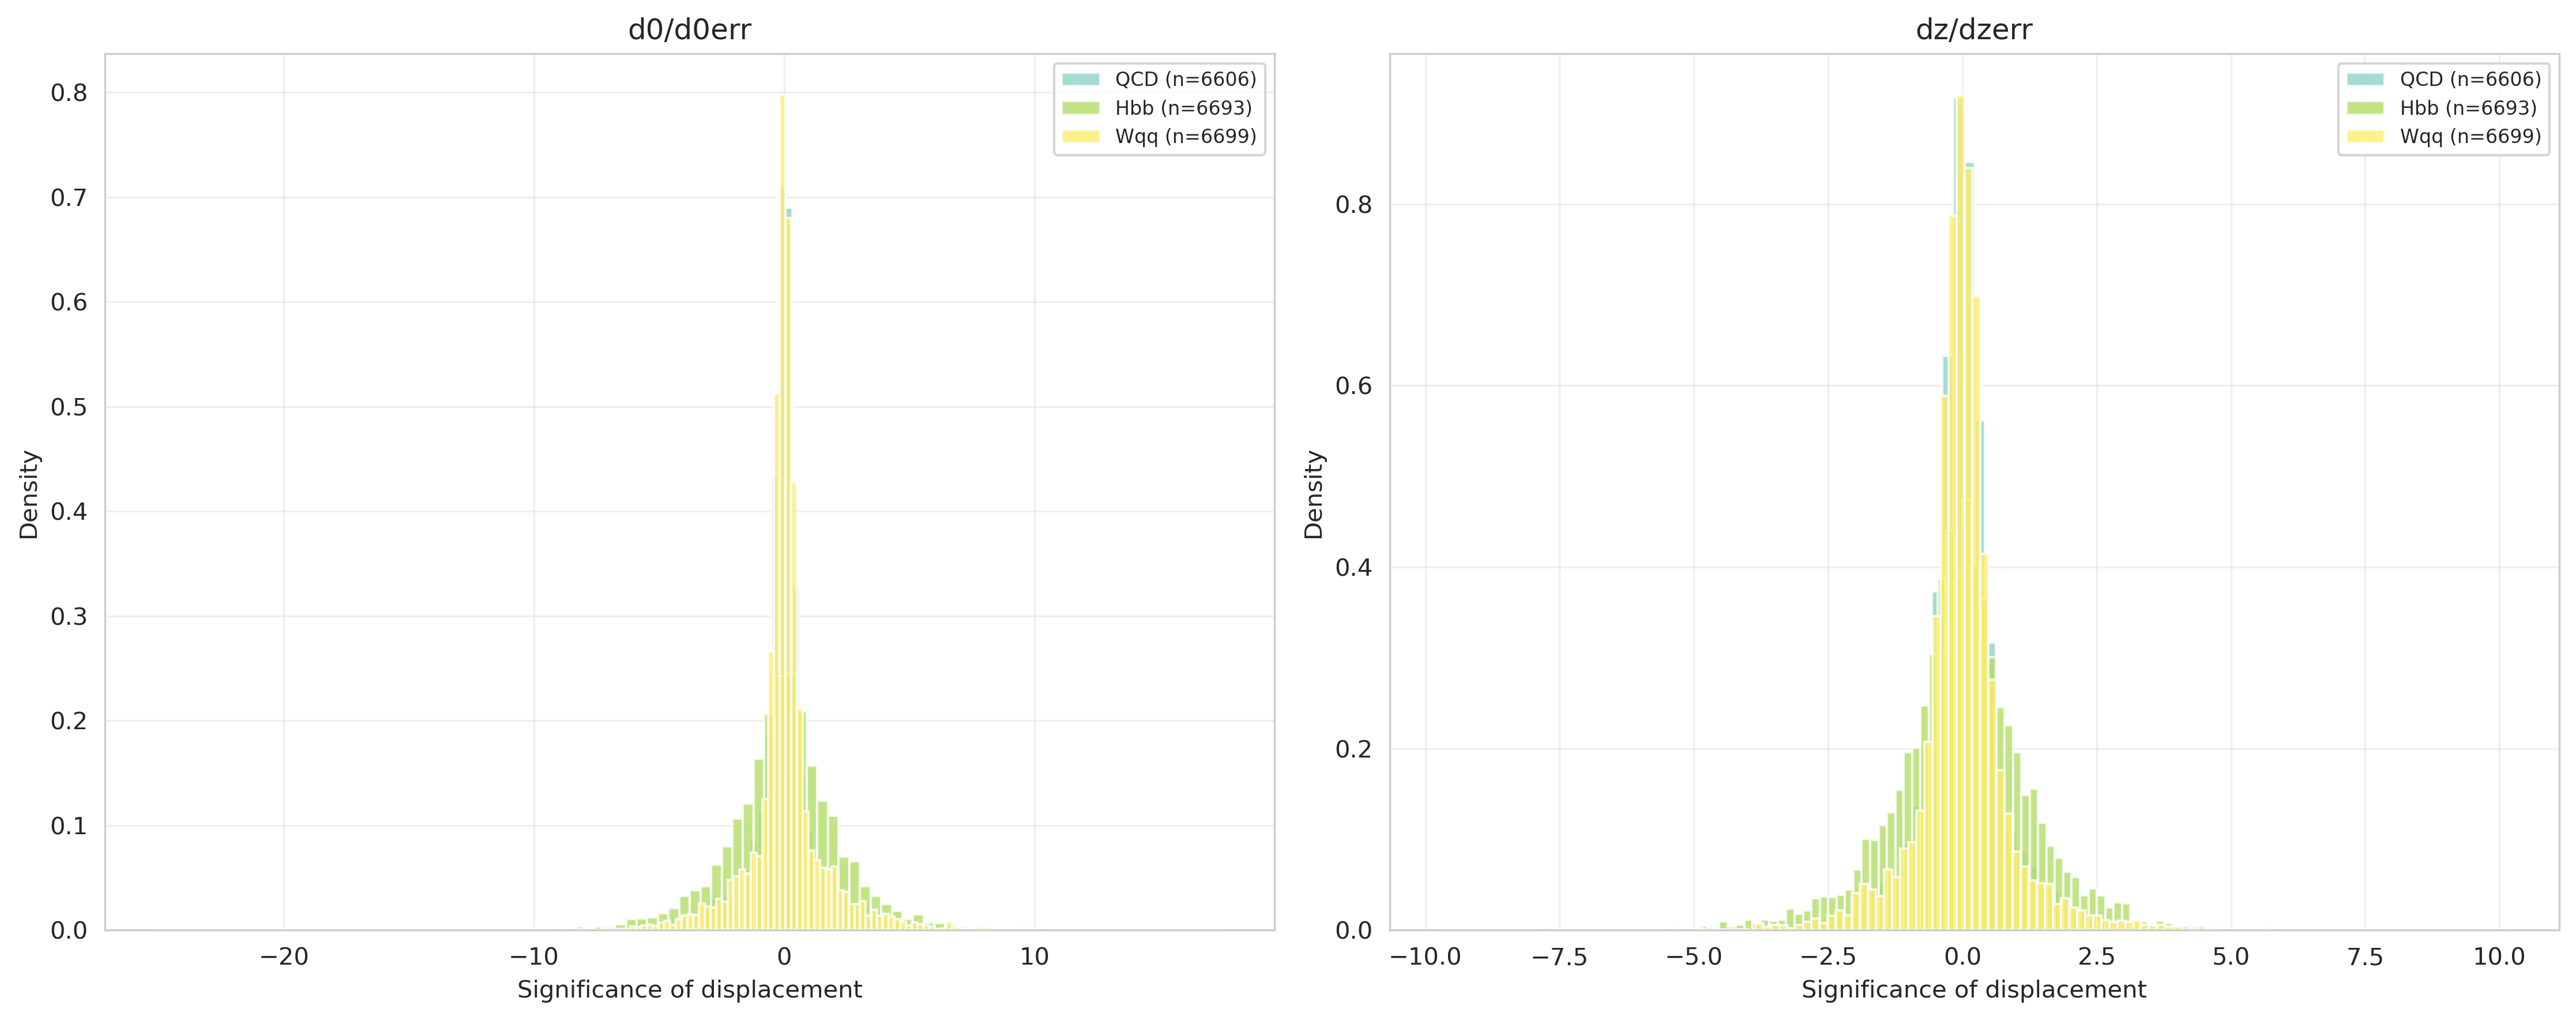 d0/d0err
0.8
0.7
0.6
0.5
0.4
0.3
0.2
0.1
0.0
Density
−20
−10
0
10
Significance of displacement
QCD (n=6606)
Hbb (n=6693)
Wqq (n=6699)
dz/dzerr
0.8
0.6
0.4
0.2
0.0
Density
−10.0
−7.5
−5.0
−2.5
0.0
2.5
5.0
7.5
10.0
Significance of displacement
QCD (n=6606)
Hbb (n=6693)
Wqq (n=6699)